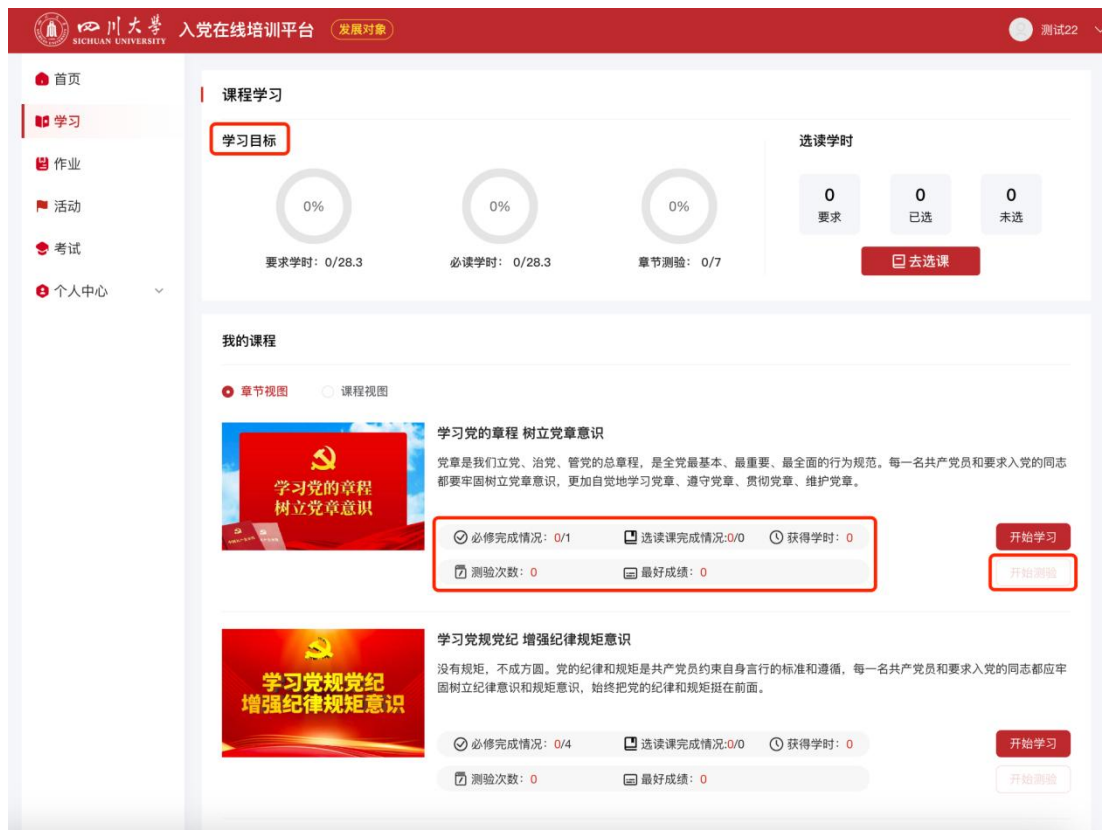 四川大学
SICHUAN UNIVERSITY
入党在线培训平台
发展对象
测试22
首页
学习
作业
活动
考试
个人中心
课程学习
学习目标
选读学时
0%
0%
0%
要求学时：0/28.3
必读学时： 0/28.3
章节测验： 0/7
0
要求
0
已选
0
未选
去选课
我的课程
章节视图
课程视图
学习党的章程
树立党章意识
学习党的章程 树立党章意识
党章是我们立党、治党、管党的总章程，是全党最基本、最重要、最全面的行为规范。每一名共产党员和要求入党的同志
都要牢固树立党章意识，更加自觉地学习党章、遵守党章、贯彻党章、维护党章。
必修完成情况：0/1
选读课完成情况:0/0
获得学时：0
测验次数：0
最好成绩：0
开始学习
开始测验
学习党规党纪
增强纪律规矩意识
学习党规党纪 增强纪律规矩意识
没有规矩，不成方圆。党的纪律和规矩是共产党员约束自身言行的标准和遵循，每一名共产党员和要求入党的同志都应牢
固树立纪律意识和规矩意识，始终把党的纪律和规矩挺在前面。
必修完成情况：0/4
选读课完成情况:0/0
获得学时：0
测验次数：0
最好成绩：0
开始学习
开始测验